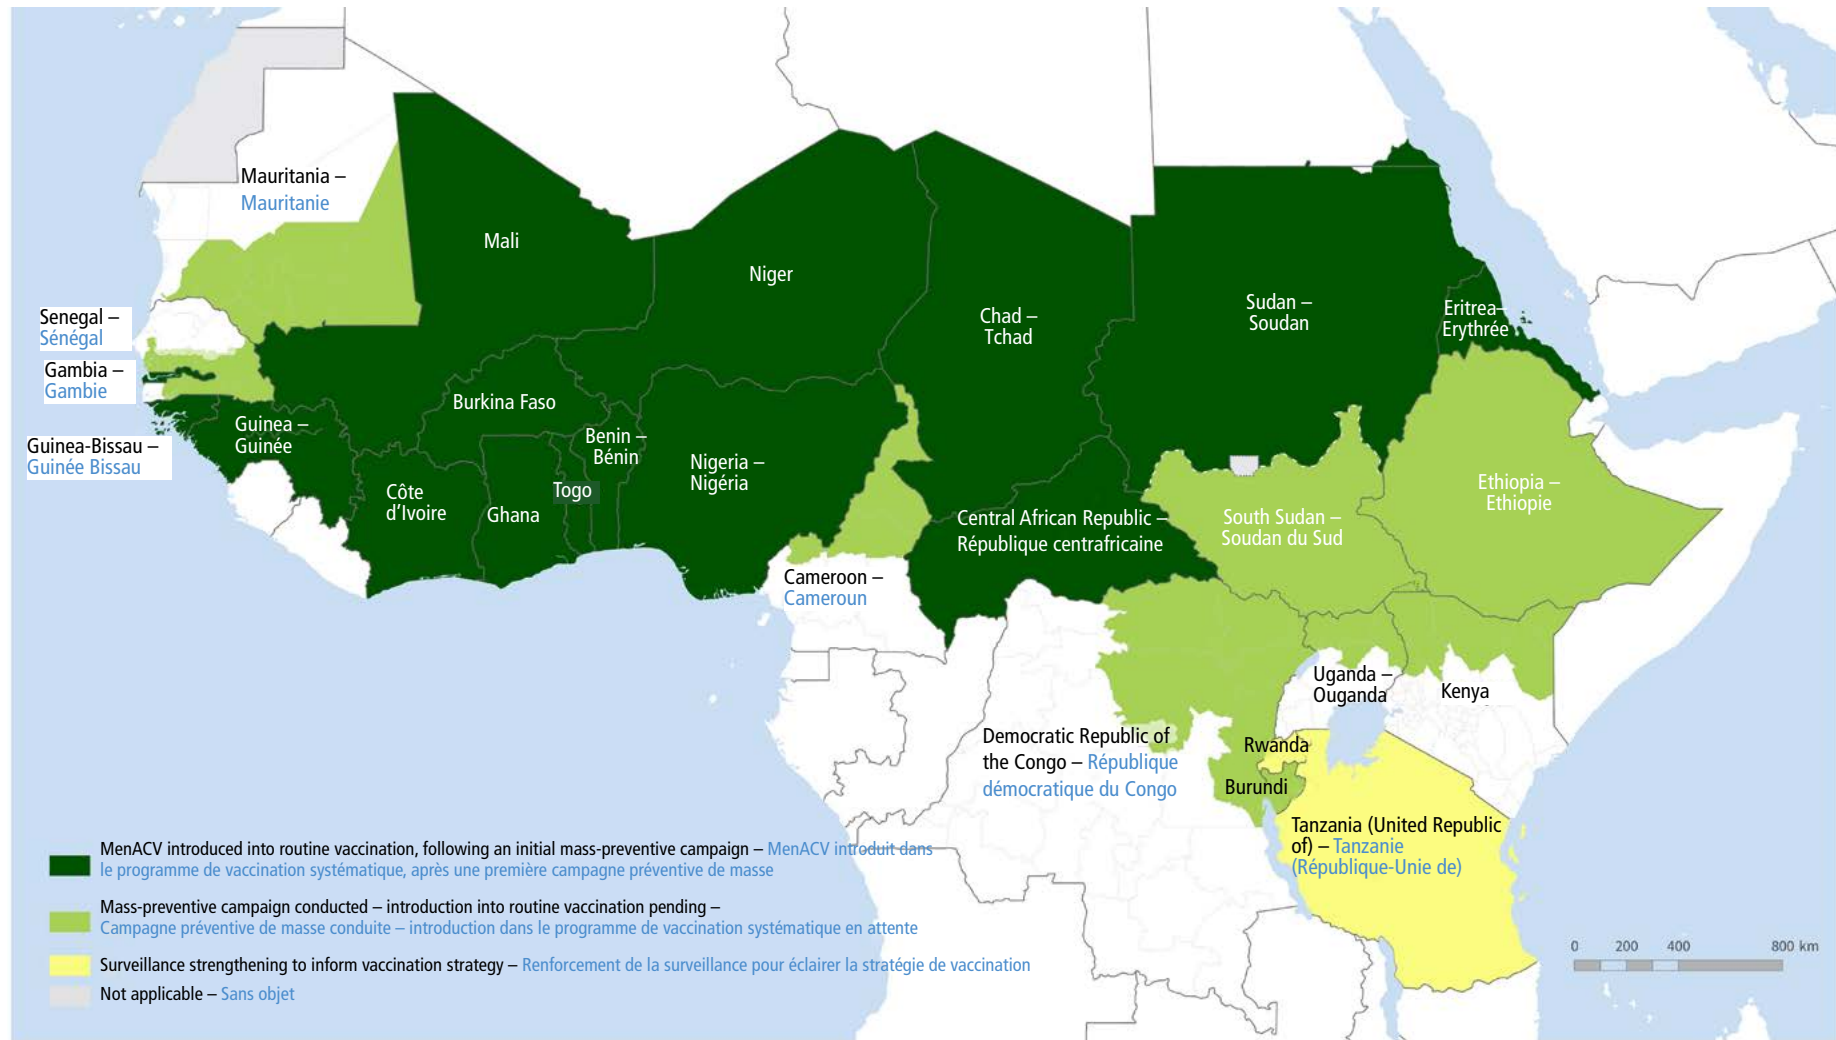 Mauritania –
Mauritanie
Mali
Niger
Chad –
Tchad
Sudan –
Soudan
Eritrea–
Erythrée
Senegal –
Sénégal
Gambia –
Gambie
Guinea-Bissau –
Guinée Bissau
Guinea –
Guinée
Burkina Faso
Benin –
Bénin
Togo
Côte
d’Ivoire
Ghana
Nigeria –
Nigéria
Central African Republic –
République centrafricaine
South Sudan –
Soudan du Sud
Ethiopia –
Ethiopie
Cameroon –
Cameroun
Uganda –
Ouganda
Kenya
Democratic Republic of
the Congo – République
démocratique du Congo
Rwanda
Burundi
Tanzania (United Republic
of) – Tanzanie
(République-Unie de)
MenACV introduced into routine vaccination, following an initial mass-preventive campaign – MenACV introduit dans
le programme de vaccination systématique, après une première campagne préventive de masse
Mass-preventive campaign conducted – introduction into routine vaccination pending –
Campagne préventive de masse conduite – introduction dans le programme de vaccination systématique en attente
Surveillance strengthening to inform vaccination strategy – Renforcement de la surveillance pour éclairer la stratégie de vaccination
Not applicable – Sans objet
0 200 400 800 km